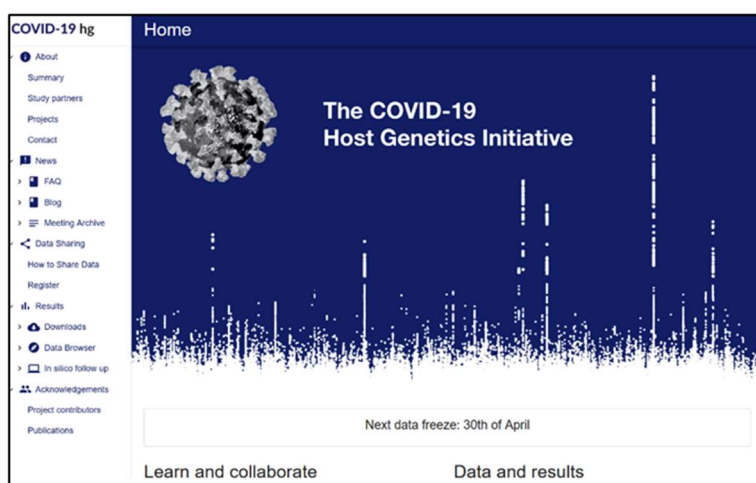 COVID-19 hg
About
Summary
Study partners
Projects
Contact
News
FAQ
Blog
Meeting Archive
Data Sharing
How to Share Data
Register
Results
Downloads
Data Browser
In silico follow up
Acknowledgements
Project contributors
Publications
Home
The COVID-19
Host Genetics Initiative
Next data freeze: 30th of April
Learn and collaborate
Data and results